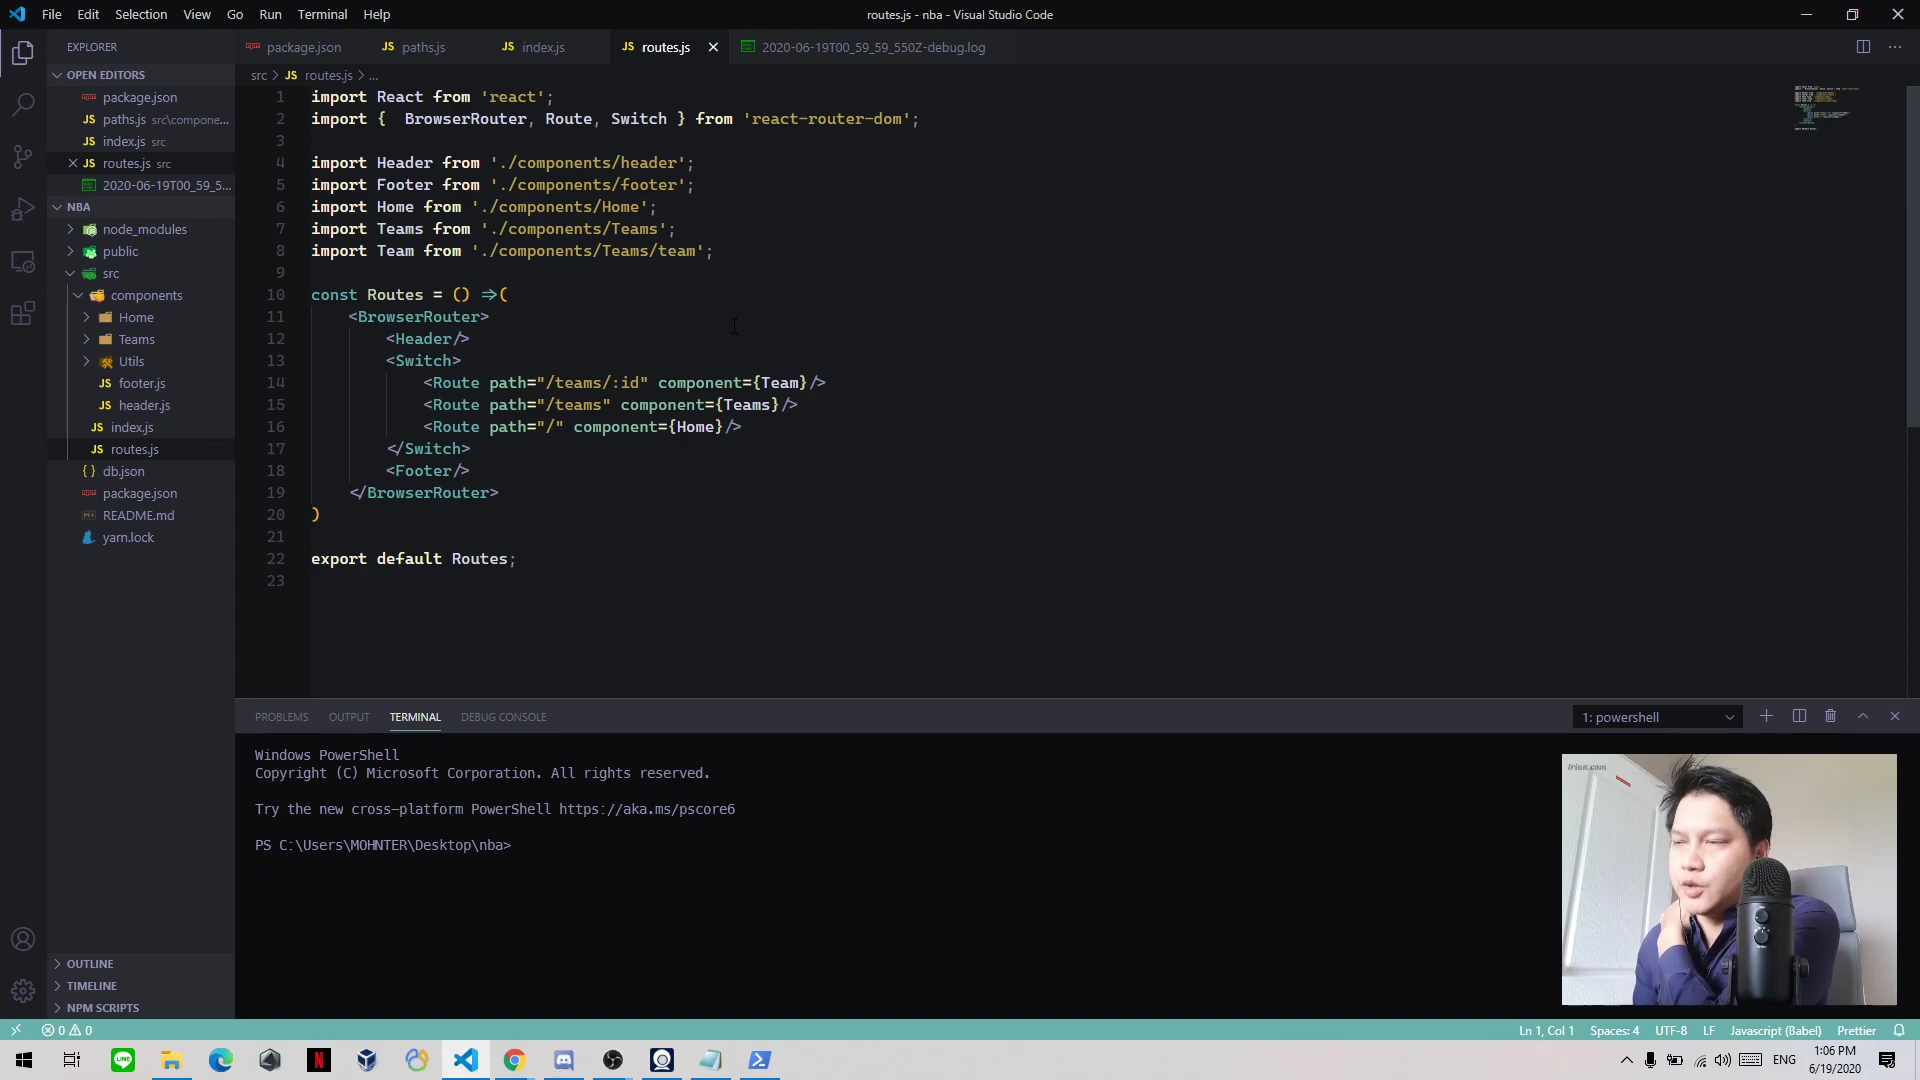 File Edit Selection View Go Run Terminal Help
routes.js - nba - Visual Studio Code
EXPLORER
package.json
paths.js
index.js
routes.js
2020-06-19T00_59_59_550Z-debug.log
OPEN EDITORS
package.json
paths.js src\compone...
index.js src
routes.js src
2020-06-19T00_59_5...
NBA
node_modules
public
src
components
Home
Teams
Utils
footer.js
header.js
index.js
routes.js
db.json
package.json
README.md
yarn.lock
OUTLINE
TIMELINE
NPM SCRIPTS
src > JS routes.js > ...
1 import React from 'react';
2 import {  BrowserRouter, Route, Switch } from 'react-router-dom';
3
4 import Header from './components/header';
5 import Footer from './components/footer';
6 import Home from './components/Home';
7 import Teams from './components/Teams';
8 import Team from './components/Teams/team';
9
10 const Routes = () =>(
11     <BrowserRouter>
12         <Header/>
13         <Switch>
14             <Route path="/teams/:id" component={Team}/>
15             <Route path="/teams" component={Teams}/>
16             <Route path="/" component={Home}/>
17         </Switch>
18         <Footer/>
19     </BrowserRouter>
20 )
21
22 export default Routes;
23
PROBLEMS OUTPUT TERMINAL DEBUG CONSOLE
1: powershell
Windows PowerShell
Copyright (C) Microsoft Corporation. All rights reserved.
Try the new cross-platform PowerShell https://aka.ms/pscore6
PS C:\Users\MOHNTER\Desktop\nba>
Iriun.com
0 0
Ln 1, Col 1 Spaces: 4 UTF-8 LF Javascript (Babel) Prettier
LINE
ENG
1:06 PM
6/19/2020